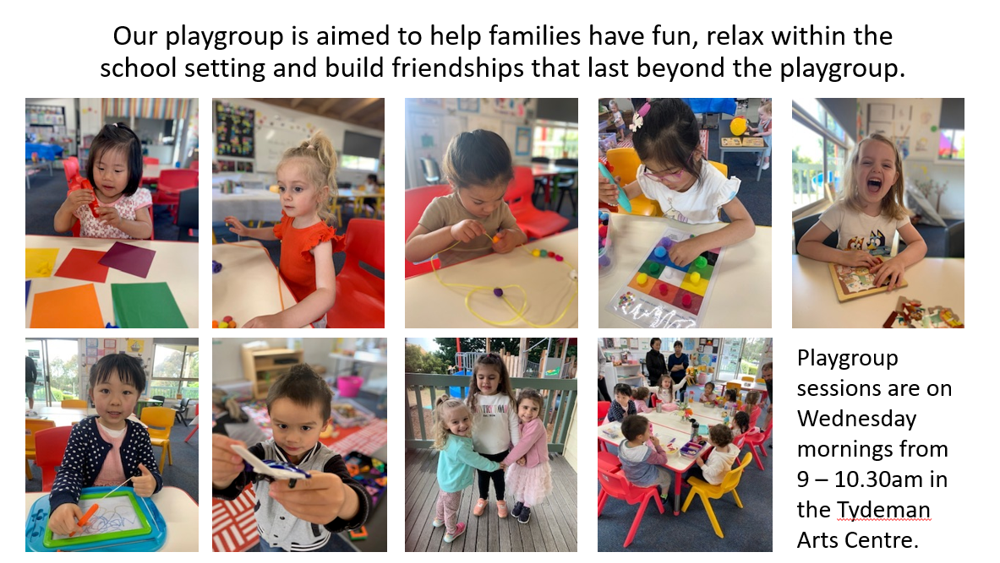 Our playgroup is aimed to help families have fun, relax within the
school setting and build friendships that last beyond the playgroup.
Playgroup
sessions are on
Wednesday
mornings from
9 – 10.30am in
the Tydeman
Arts Centre.